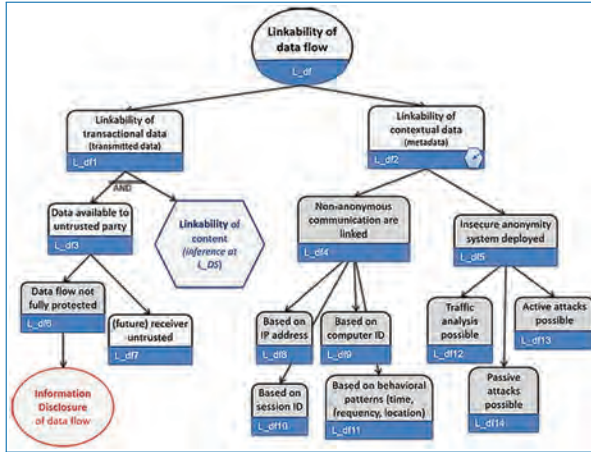 Linkability of
data flow
L_df
Linkability of
transactional data
(transmitted data)
L_df1
Linkability of
contextual data
(metadata)
L_df2
AND
Data available to
untrusted party
L_df3
Linkability of
content
(inference at
L_DS)
Non-anonymous
communication are
linked
L_df4
Insecure anonymity
system deployed
L_df5
Data flow not
fully protected
L_df6
(future) receiver
untrusted
L_df7
Based on
IP address
L_df8
Based on
computer ID
L_df9
Traffic
analysis
possible
L_df12
Active attacks
possible
L_df13
Information
Disclosure
of data flow
Based on
session ID
L_df10
Based on behavioral
patterns (time,
frequency, location)
L_df11
Passive
attacks
possible
L_df14